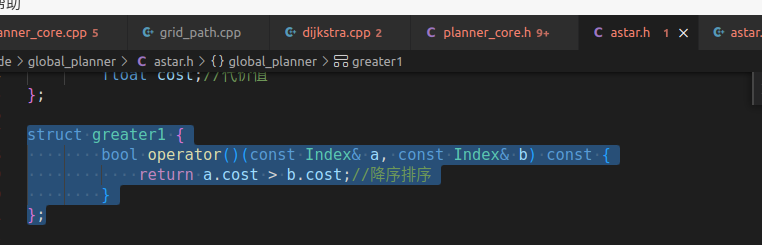 帮助
anner_core.cpp 5 grid_path.cpp dijkstra.cpp 2 planner_core.h 9+ astar.h 1 astar.
de > global_planner > C astar.h > {} global_planner > greater1
float cost;//代价值
};
struct greater1 {
bool operator()(const Index& a, const Index& b) const {
return a.cost > b.cost;//降序排序
}
};